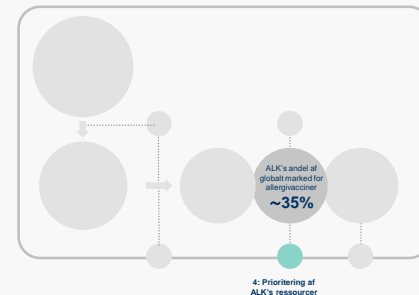 ALK's andel af
globalt marked for
allergivacciner
~35%
4: Prioritering af
ALK's ressourcer